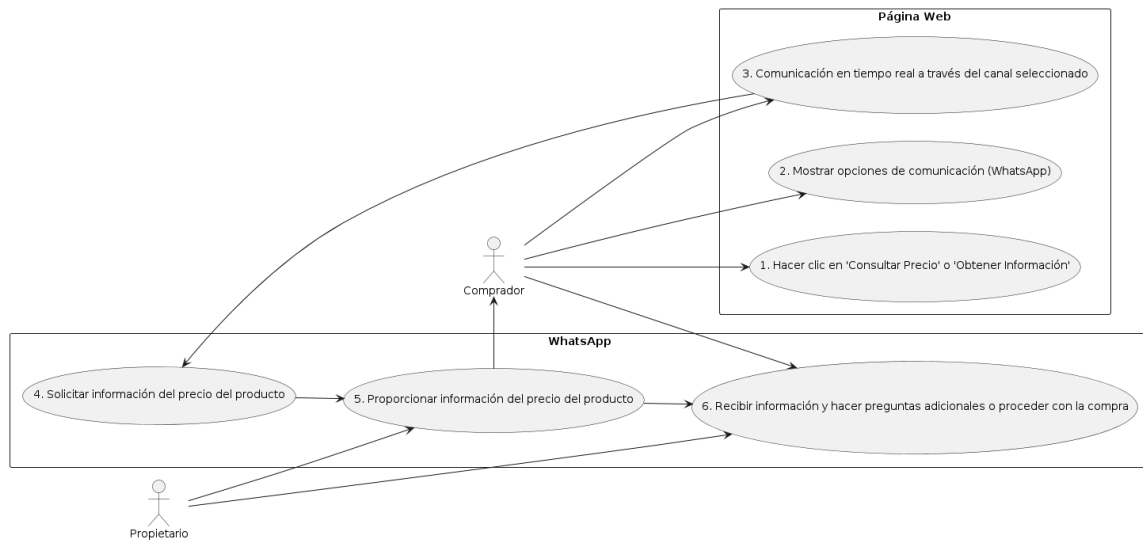 Página Web
3. Comunicación en tiempo real a través del canal seleccionado
2. Mostrar opciones de comunicación (WhatsApp)
1. Hacer clic en 'Consultar Precio' o 'Obtener Información'
Comprador
WhatsApp
4. Solicitar información del precio del producto
5. Proporcionar información del precio del producto
6. Recibir información y hacer preguntas adicionales o proceder con la compra
Propietario